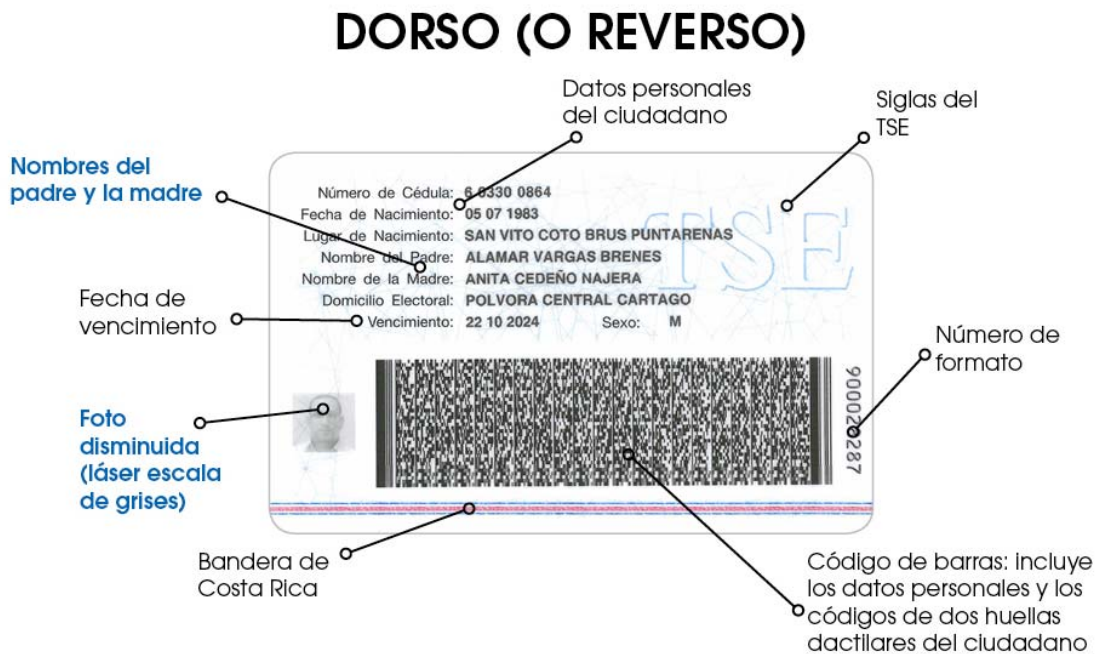 DORSO (O REVERSO)
Datos personales
del ciudadano
Siglas del
TSE
Nombres del
padre y la madre
Número de Cédula: 6 0330 0864
Fecha de Nacimiento: 05 07 1983
Lugar de Nacimiento: SAN VITO COTO BRUS PUNTARENAS
Nombre del Padre: ALAMAR VARGAS BRENES
Nombre de la Madre: ANITA CEDEÑO NAJERA
Domicilio Electoral: POLVORA CENTRAL CARTAGO
Vencimiento: 22 10 2024 Sexo: M
TSE
Fecha de
vencimiento
Número de
formato
900020287
Foto
disminuida
(láser escala
de grises)
Bandera de
Costa Rica
Código de barras: incluye
los datos personales y los
códigos de dos huellas
dactilares del ciudadano